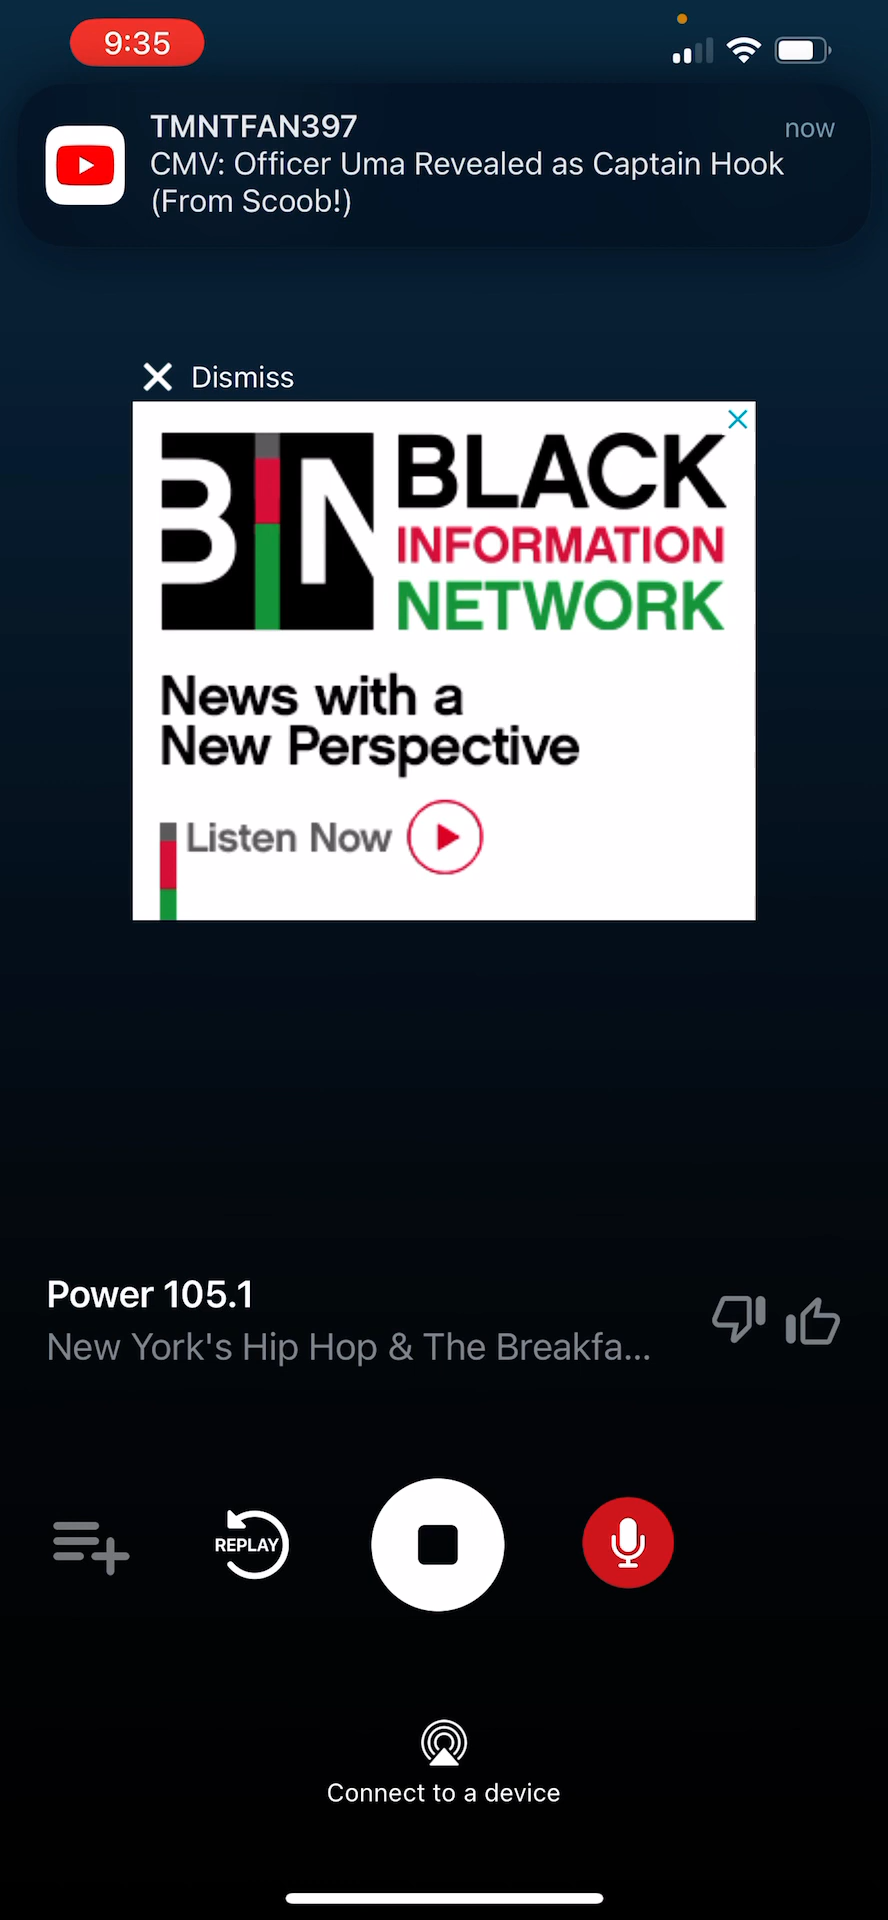 9:35
TMNTFAN397
now
CMV: Officer Uma Revealed as Captain Hook
(From Scoob!)
Dismiss
BIN
BLACK
INFORMATION
NETWORK
News with a
New Perspective
Listen Now
Power 105.1
New York's Hip Hop & The Breakfa...
REPLAY
Connect to a device